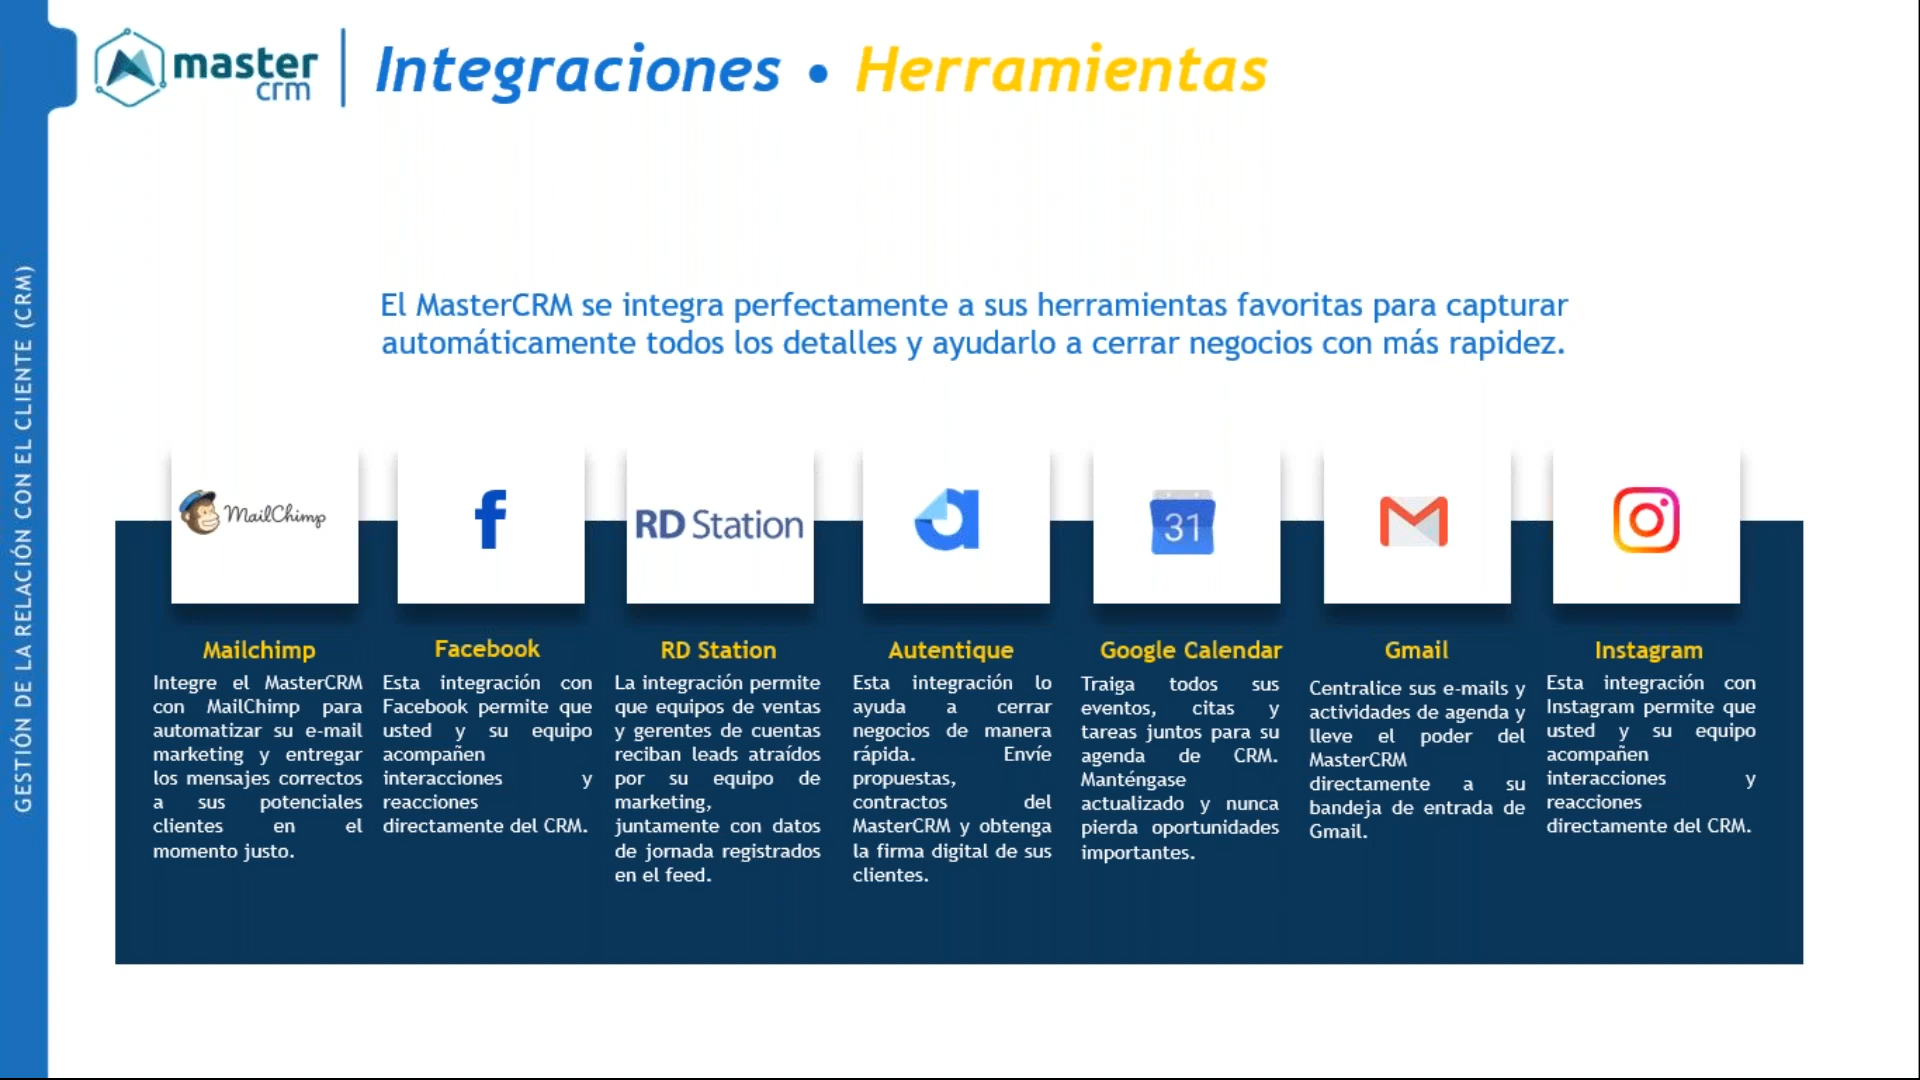 master
crm
Integraciones • Herramientas
GESTIÓN DE LA RELACIÓN CON EL CLIENTE (CRM)
El MasterCRM se integra perfectamente a sus herramientas favoritas para capturar
automáticamente todos los detalles y ayudarlo a cerrar negocios con más rapidez.
MailChimp
f
RD Station
a
31
Mailchimp
Integre el MasterCRM
con MailChimp para
automatizar su e-mail
marketing y entregar
los mensajes correctos
a sus potenciales
clientes en el
momento justo.
Facebook
Esta integración con
Facebook permite que
usted y su equipo
acompañen
interacciones y
reacciones
directamente del CRM.
RD Station
La integración permite
que equipos de ventas
y gerentes de cuentas
reciban leads atraídos
por su equipo de
marketing,
juntamente con datos
de jornada registrados
en el feed.
Autentique
Esta integración lo
ayuda a cerrar
negocios de manera
rápida. Envíe
propuestas,
contractos del
MasterCRM y obtenga
la firma digital de sus
clientes.
Google Calendar
Traiga todos sus
eventos, citas y
tareas juntos para su
agenda de CRM.
Manténgase
actualizado y nunca
pierda oportunidades
importantes.
Gmail
Centralice sus e-mails y
actividades de agenda y
lleve el poder del
MasterCRM
directamente a su
bandeja de entrada de
Gmail.
Instagram
Esta integración con
Instagram permite que
usted y su equipo
acompañen
interacciones y
reacciones
directamente del CRM.